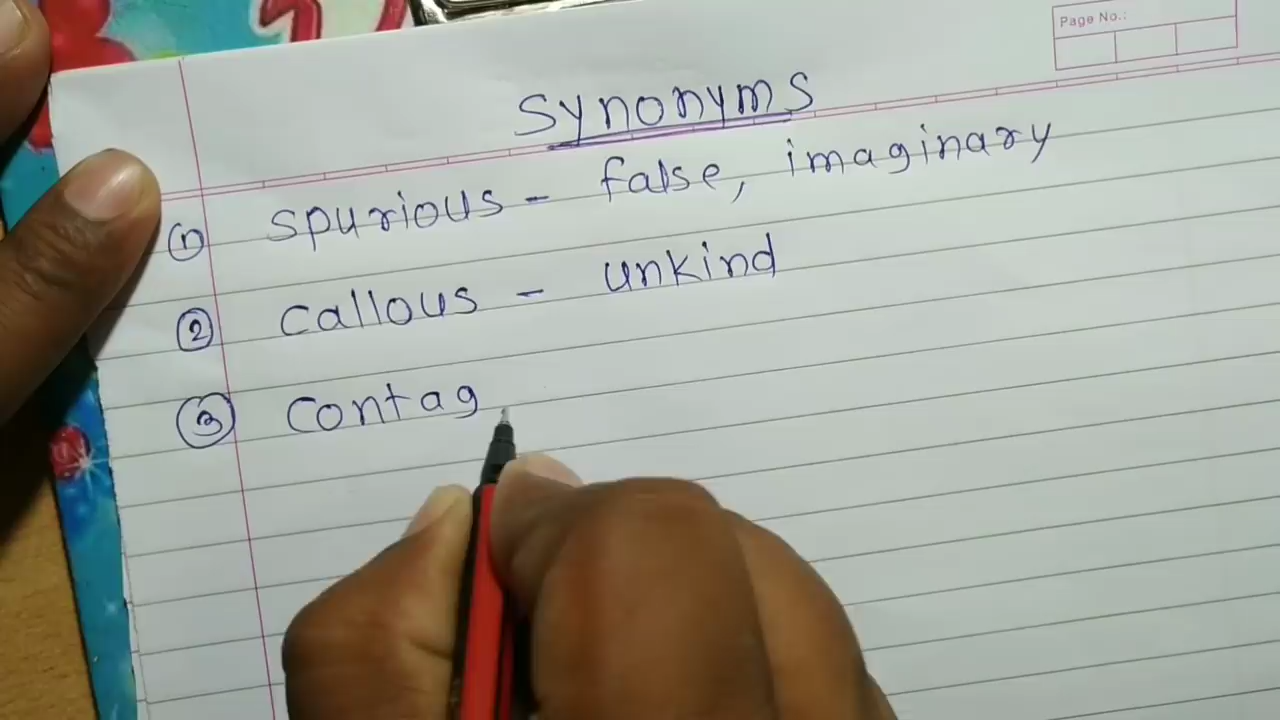 Page No.:
Synonyms
① spurious - false, imaginary
② callous - unkind
③ contag